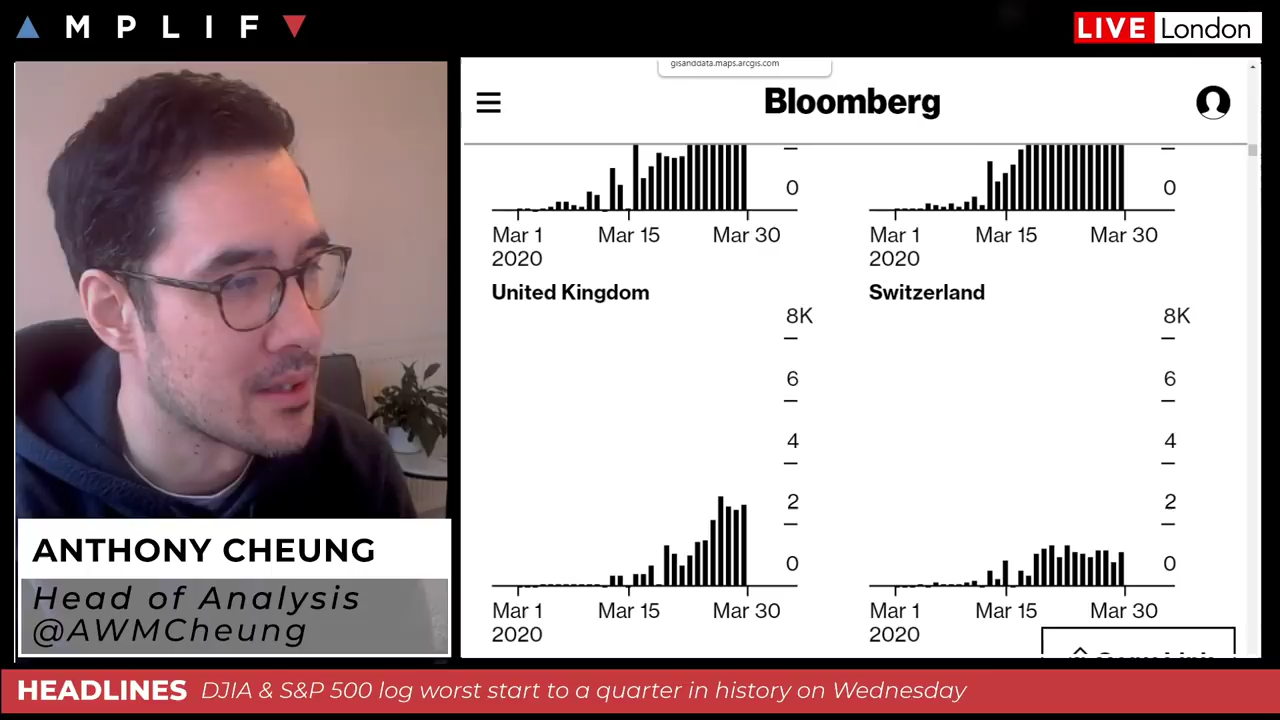 MPLIF
LIVE London
gisanddata.maps.arcgis.com
Bloomberg
0
0
Mar 1 Mar 15 Mar 30
2020
Mar 1 Mar 15 Mar 30
2020
United Kingdom
8K
6
4
2
0
Mar 1 Mar 15 Mar 30
2020
Switzerland
8K
6
4
2
0
Mar 1 Mar 15 Mar 30
2020
ANTHONY CHEUNG
Head of Analysis
@AWMCheung
HEADLINES DJIA & S&P 500 log worst start to a quarter in history on Wednesday